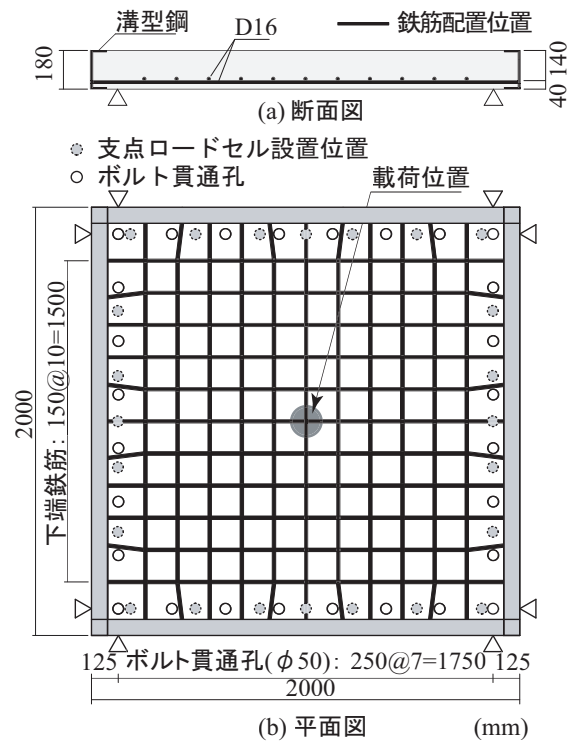 溝型鋼
D16
鉄筋配置位置
180
140
40
(a) 断面図
支点ロードセル設置位置
ボルト貫通孔
載荷位置
2000
下端鉄筋: 150@10=1500
125 ボルト貫通孔(φ50): 250@7=1750 125
2000
(b) 平面図 (mm)